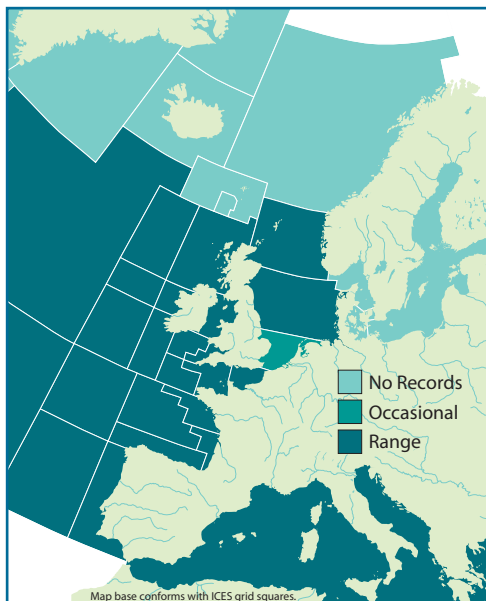 No Records
Occasional
Range
Map base conforms with ICES grid squares.